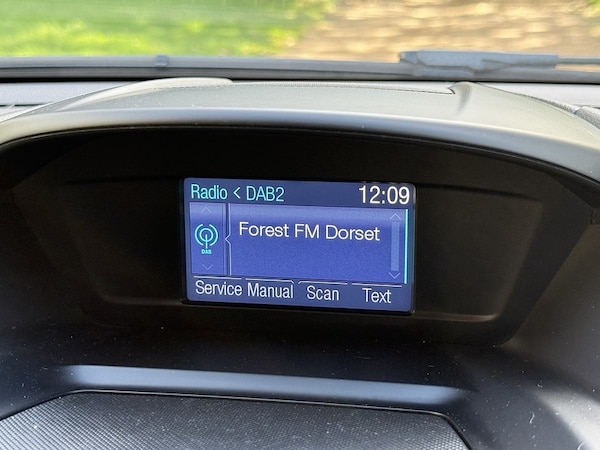 Radio < DAB2 12:09
DAB
Forest FM Dorset
Service Manual Scan Text